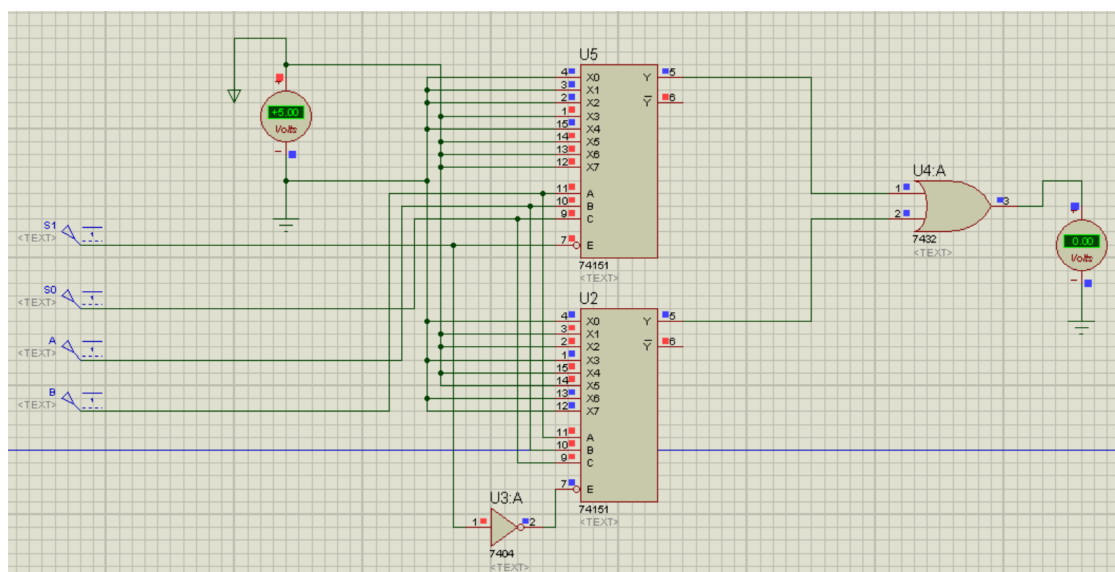 U5
4 X0 Y 5
3 X1
2 X2 Y 6
1 X3
15 X4
14 X5
13 X6
12 X7
11 A
10 B
9 C
7 E
74151
<TEXT>
+5.00
Volts
S1
<TEXT>
S0
<TEXT>
A
<TEXT>
B
<TEXT>
U4:A
1
2
3
7432
<TEXT>
0.00
Volts
U2
4 X0 Y 5
3 X1
2 X2 Y 6
1 X3
15 X4
14 X5
13 X6
12 X7
11 A
10 B
9 C
7 E
74151
<TEXT>
U3:A
1 2
7404
<TEXT>